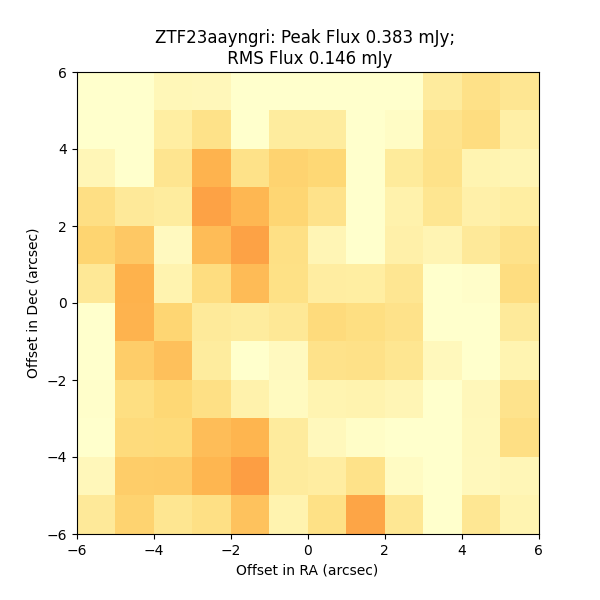 ZTF23aayngri: Peak Flux 0.383 mJy;
RMS Flux 0.146 mJy
6
4
2
0
−2
−4
−6
Offset in Dec (arcsec)
−6 −4 −2 0 2 4 6
Offset in RA (arcsec)